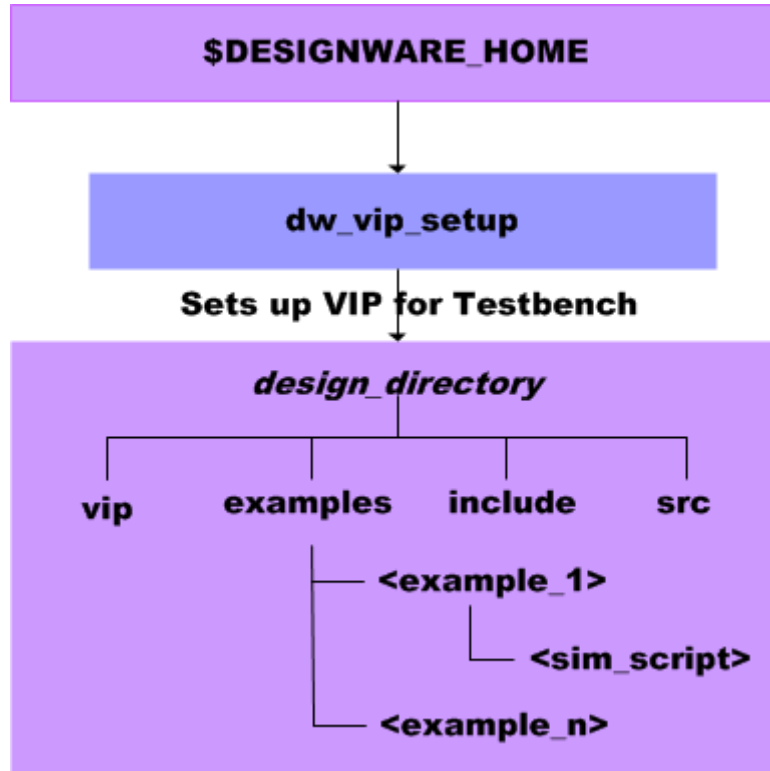 $DESIGNWARE_HOME
dw_vip_setup
Sets up VIP for Testbench
design_directory
vip examples include src
<example_1>
<sim_script>
<example_n>